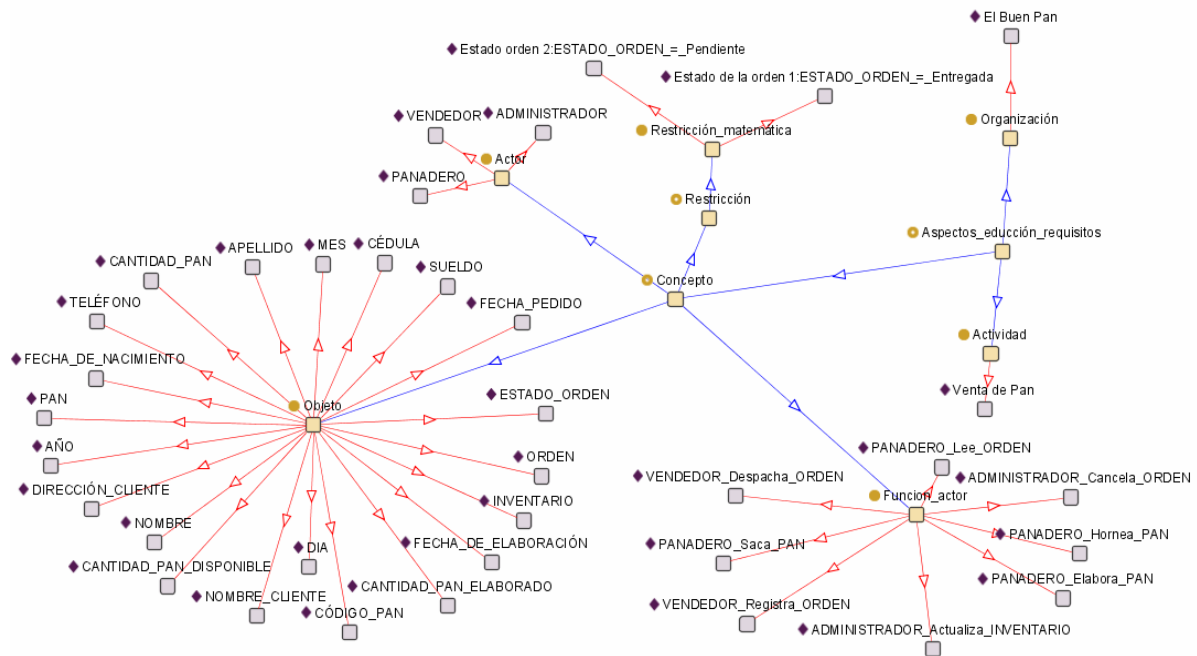 El Buen Pan
Estado orden 2:ESTADO_ORDEN_=_Pendiente
Estado de la orden 1:ESTADO_ORDEN_=_Entregada
VENDEDOR
ADMINISTRADOR
Restricción_matemática
Organización
Actor
PANADERO
Restricción
Aspectos_educción_requisitos
APELLIDO
MES
CÉDULA
CANTIDAD_PAN
SUELDO
Concepto
TELÉFONO
FECHA_PEDIDO
Actividad
FECHA_DE_NACIMIENTO
Venta de Pan
PAN
Objeto
ESTADO_ORDEN
AÑO
ORDEN
PANADERO_Lee_ORDEN
DIRECCIÓN_CLIENTE
INVENTARIO
VENDEDOR_Despacha_ORDEN
ADMINISTRADOR_Cancela_ORDEN
Funcion_actor
NOMBRE
DIA
FECHA_DE_ELABORACIÓN
PANADERO_Saca_PAN
PANADERO_Hornea_PAN
CANTIDAD_PAN_DISPONIBLE
CANTIDAD_PAN_ELABORADO
PANADERO_Elabora_PAN
NOMBRE_CLIENTE
CÓDIGO_PAN
VENDEDOR_Registra_ORDEN
ADMINISTRADOR_Actualiza_INVENTARIO